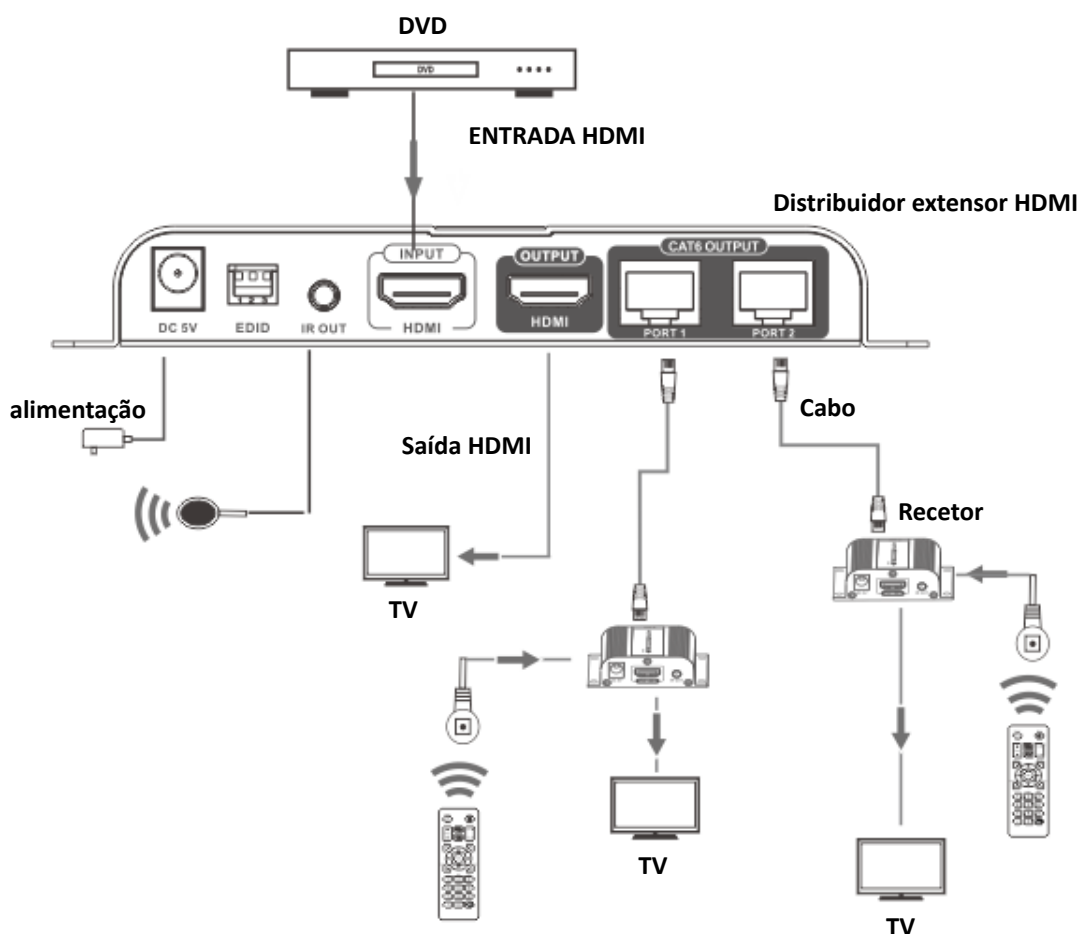 DVD
DVD
ENTRADA HDMI
Distribuidor extensor HDMI
INPUT
OUTPUT
CAT6 OUTPUT
DC 5V
EDID
IR OUT
HDMI
HDMI
PORT 1
PORT 2
alimentação
Cabo
Saída HDMI
Recetor
TV
TV
TV